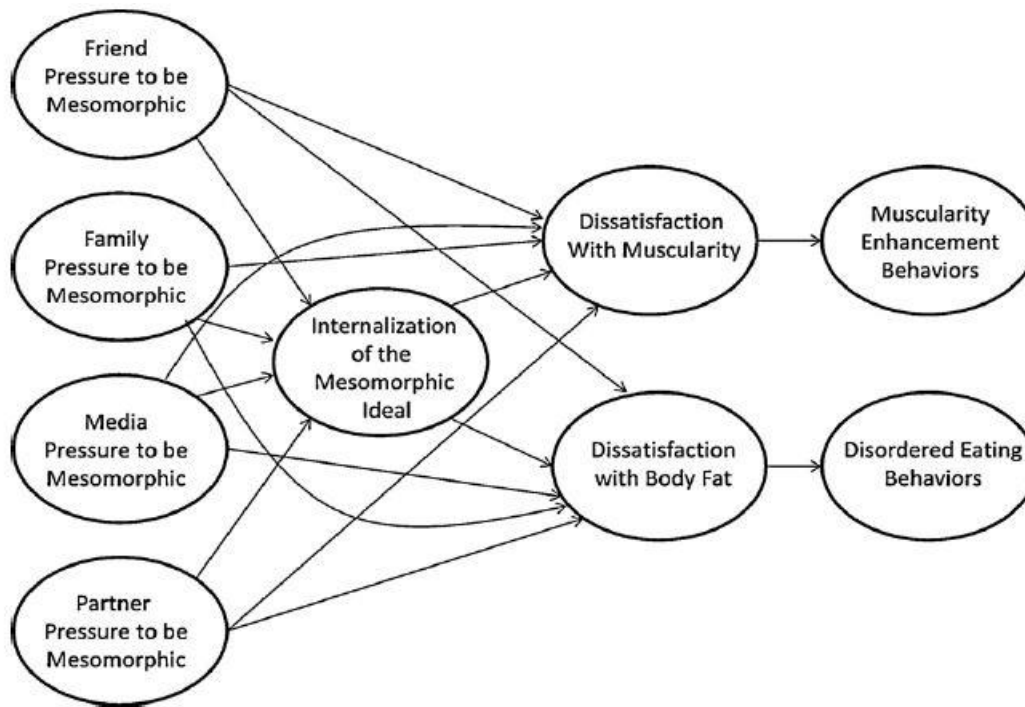 Friend
Pressure to be
Mesomorphic
Family
Pressure to be
Mesomorphic
Media
Pressure to be
Mesomorphic
Partner
Pressure to be
Mesomorphic
Internalization
of the
Mesomorphic
Ideal
Dissatisfaction
With Muscularity
Dissatisfaction
with Body Fat
Muscularity
Enhancement
Behaviors
Disordered Eating
Behaviors